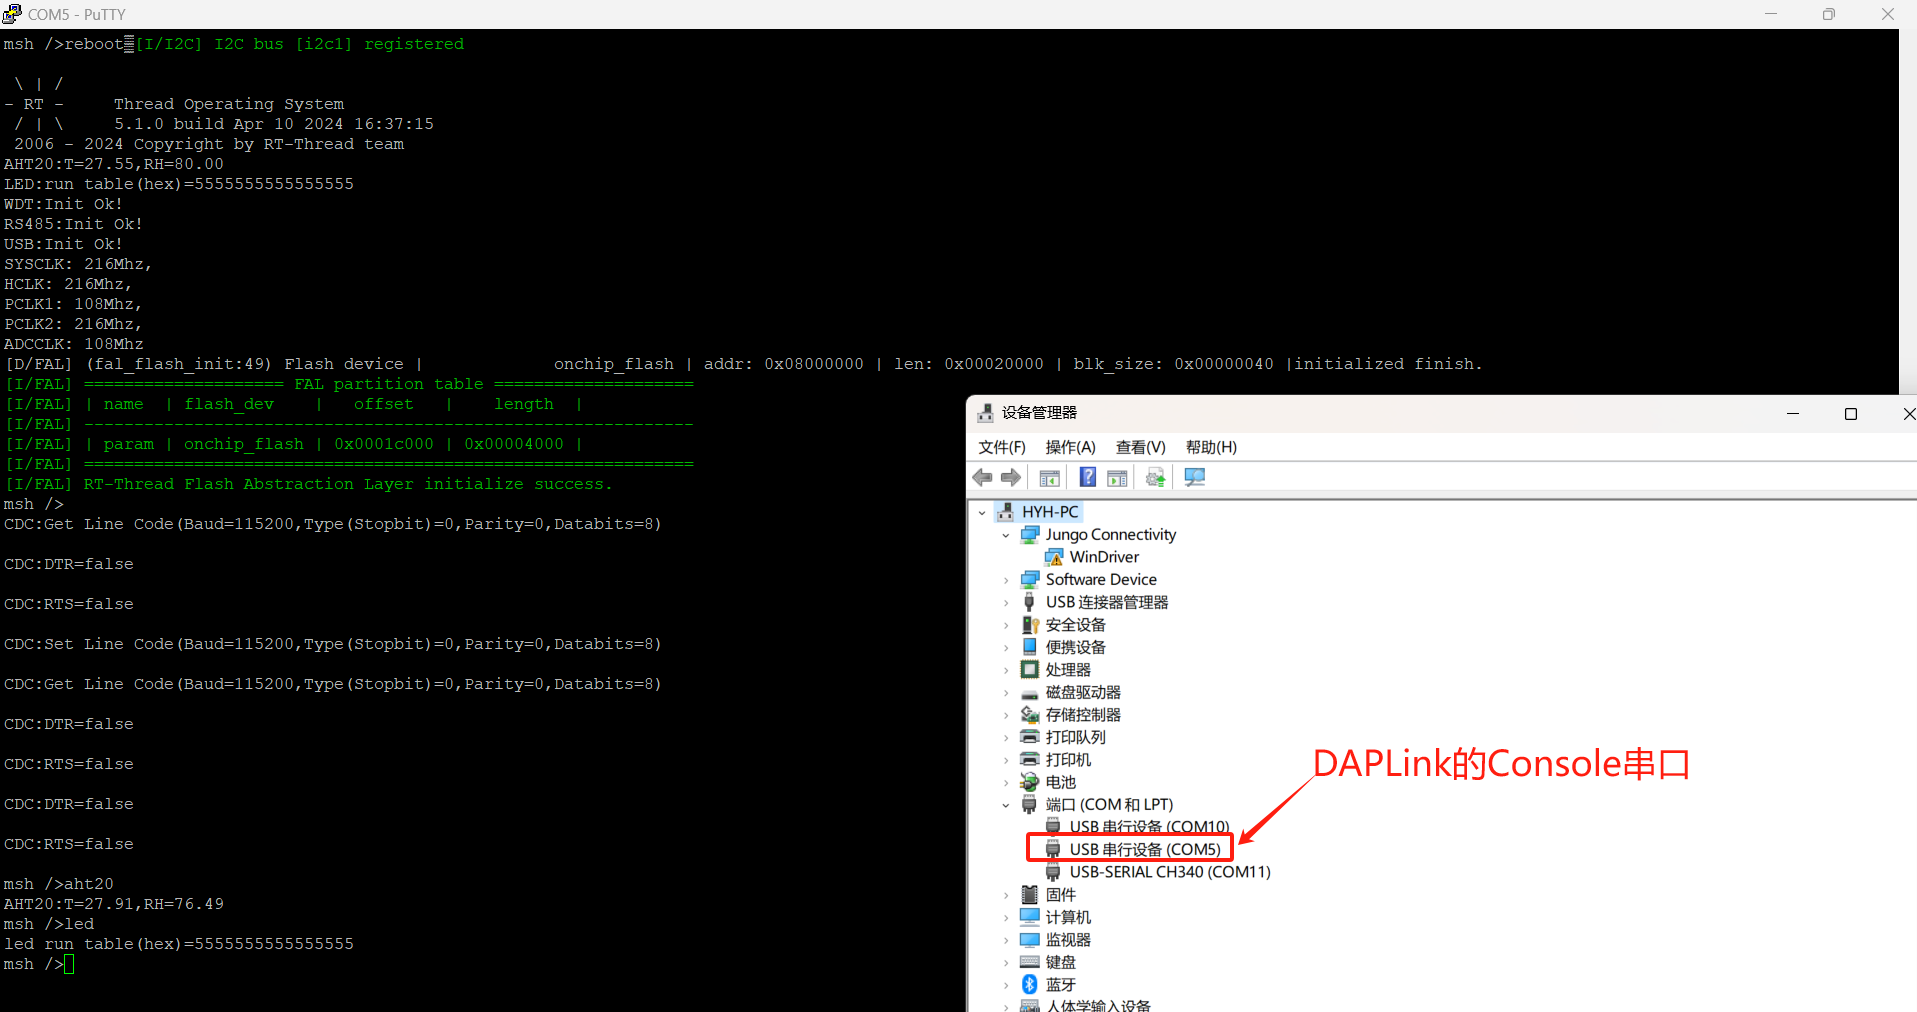 COM5 - PuTTY
msh />reboot[I/I2C] I2C bus [i2c1] registered
\ | /
- RT -     Thread Operating System
/ | \     5.1.0 build Apr 10 2024 16:37:15
2006 - 2024 Copyright by RT-Thread team
AHT20:T=27.55,RH=80.00
LED:run table(hex)=5555555555555555
WDT:Init Ok!
RS485:Init Ok!
USB:Init Ok!
SYSCLK: 216Mhz,
HCLK: 216Mhz,
PCLK1: 108Mhz,
PCLK2: 216Mhz,
ADCCLK: 108Mhz
[D/FAL] (fal_flash_init:49) Flash device |             onchip_flash | addr: 0x08000000 | len: 0x00020000 | blk_size: 0x00000040 |initialized finish.
[I/FAL] ==================== FAL partition table ====================
[I/FAL] | name  | flash_dev    |   offset   |    length  |
[I/FAL] -------------------------------------------------------------
[I/FAL] | param | onchip_flash | 0x0001c000 | 0x00004000 |
[I/FAL] =============================================================
[I/FAL] RT-Thread Flash Abstraction Layer initialize success.
msh />
CDC:Get Line Code(Baud=115200,Type(Stopbit)=0,Parity=0,Databits=8)
CDC:DTR=false
CDC:RTS=false
CDC:Set Line Code(Baud=115200,Type(Stopbit)=0,Parity=0,Databits=8)
CDC:Get Line Code(Baud=115200,Type(Stopbit)=0,Parity=0,Databits=8)
CDC:DTR=false
CDC:RTS=false
CDC:DTR=false
CDC:RTS=false
msh />aht20
AHT20:T=27.91,RH=76.49
msh />led
led run table(hex)=5555555555555555
msh />
设备管理器
文件(F) 操作(A) 查看(V) 帮助(H)
HYH-PC
Jungo Connectivity
WinDriver
Software Device
USB 连接器管理器
安全设备
便携设备
处理器
磁盘驱动器
存储控制器
打印队列
打印机
电池
端口 (COM 和 LPT)
USB 串行设备 (COM10)
USB 串行设备 (COM5)
USB-SERIAL CH340 (COM11)
固件
计算机
监视器
键盘
蓝牙
人体学输入设备
DAPLink的Console串口